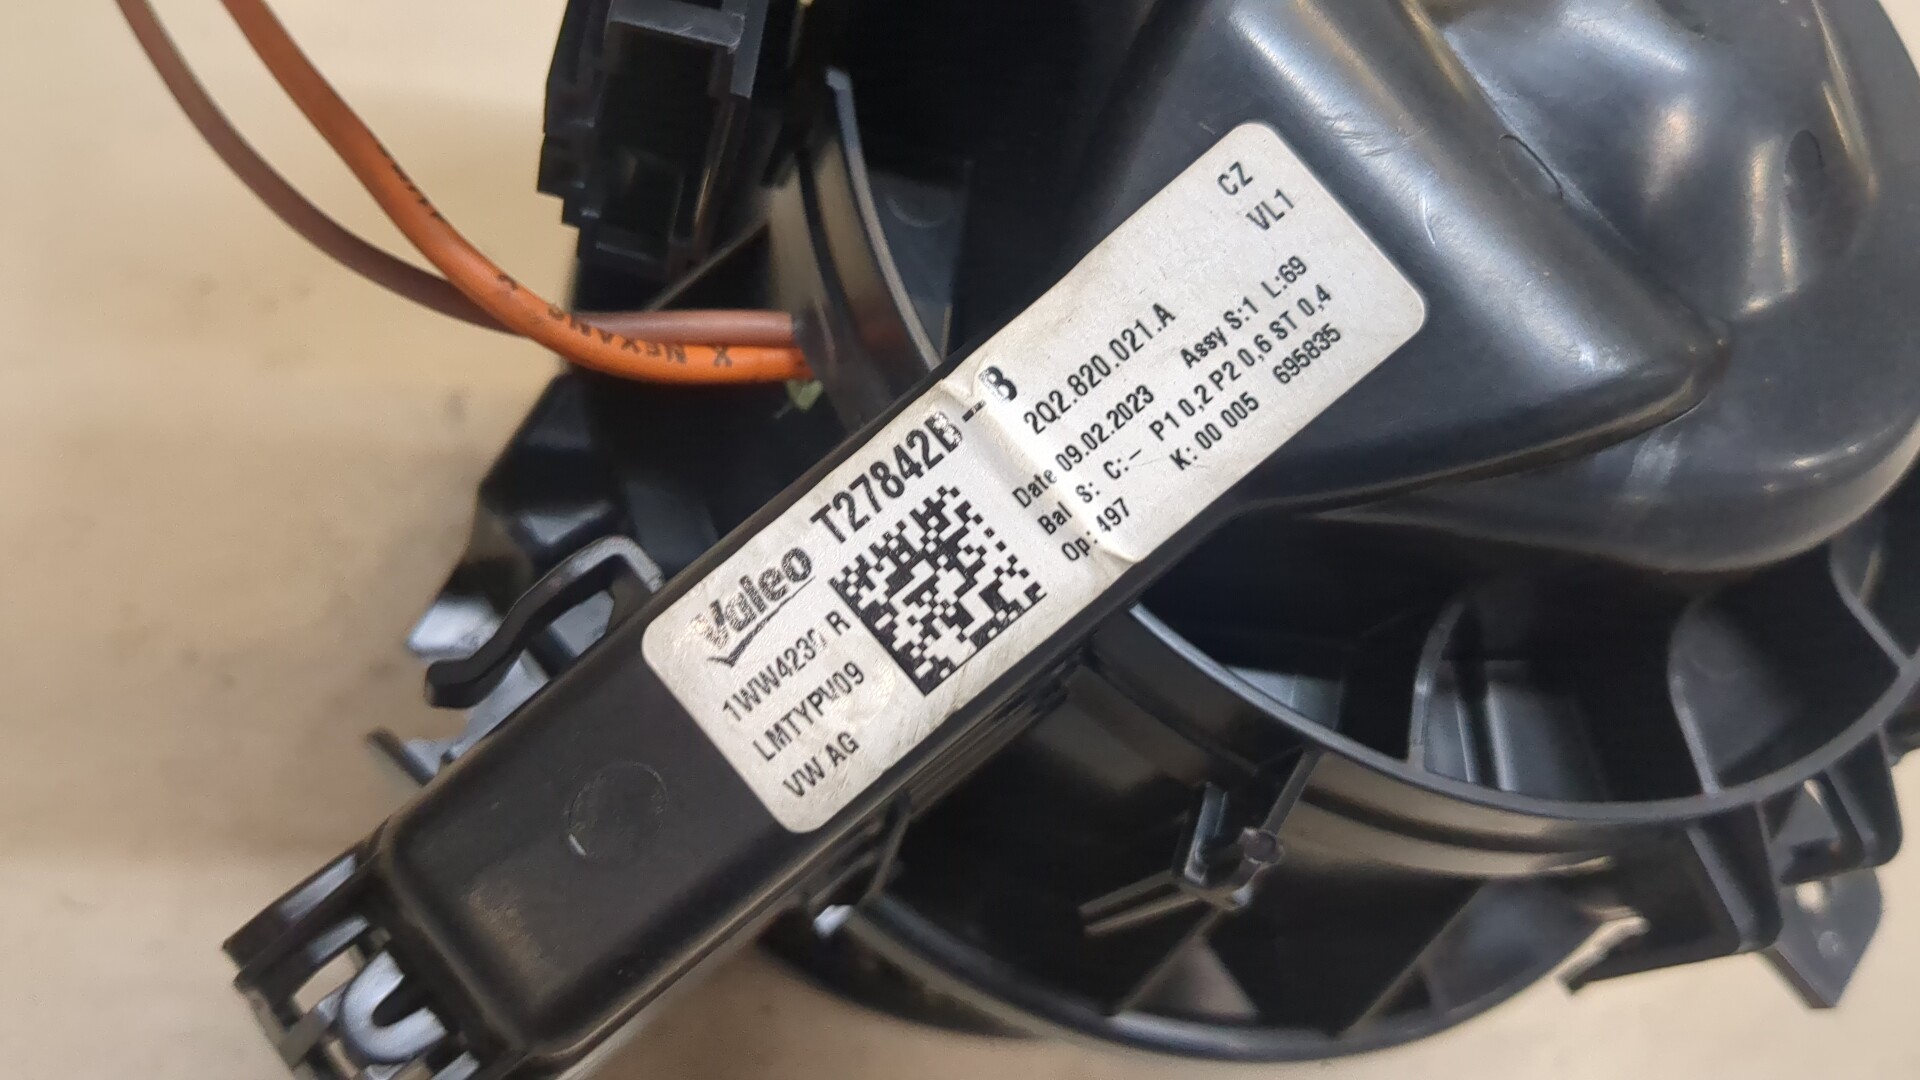 CZ
VL1
2Q2.820.021.A
Date 09.02.2023 Assy S:1 L:69
Bal S: C:- P1 0,2 P2 0,6 ST 0,4
Op: 497 K: 00 005 695835
Valeo T27842B-B
R
LMTYPV09
VW AG
X NEXANS